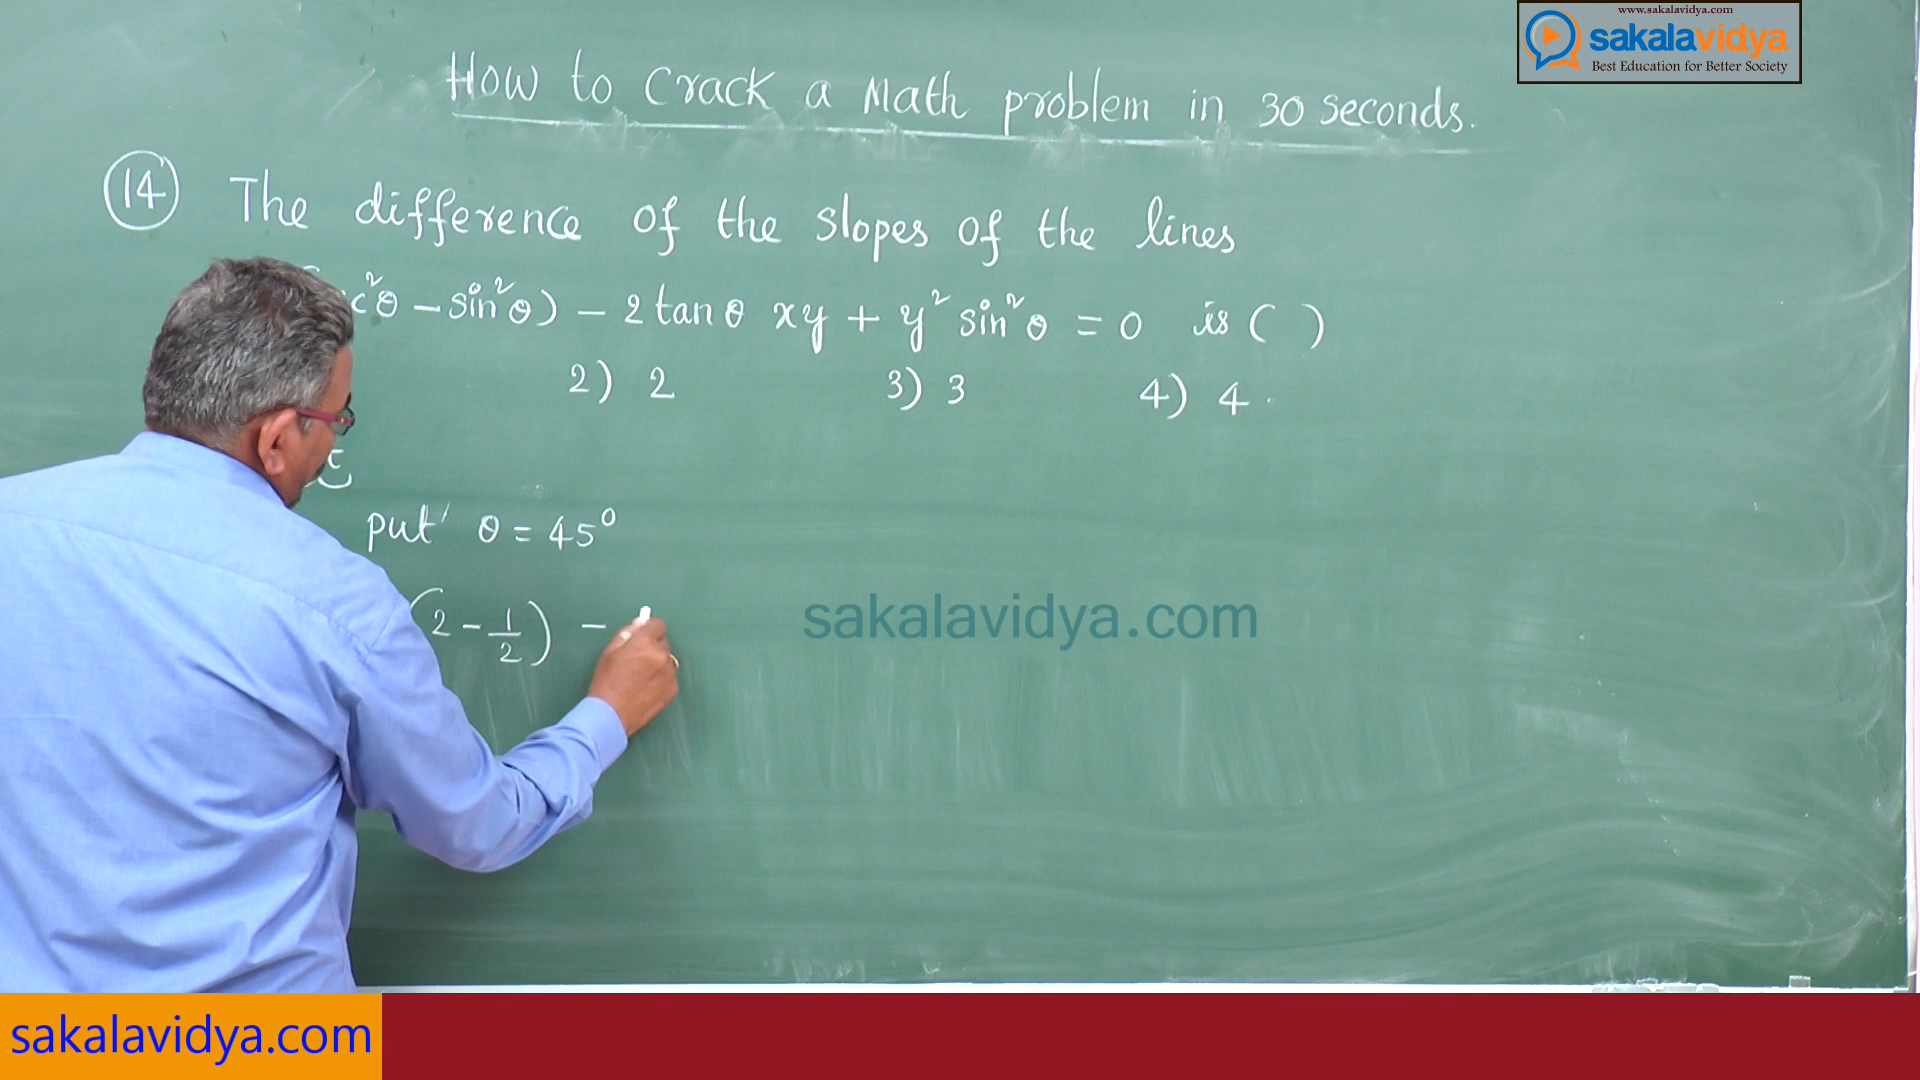 www.sakalavidya.com
sakalavidya
Best Education for Better Society
How to Crack a Math problem in 30 seconds.
14 The difference of the slopes of the lines
c²θ - sin²θ) - 2 tan θ xy + y² sin²θ = 0 is ( )
2) 2 3) 3 4) 4.
put θ = 45°
(2 - 1/2) -
sakalavidya.com
sakalavidya.com